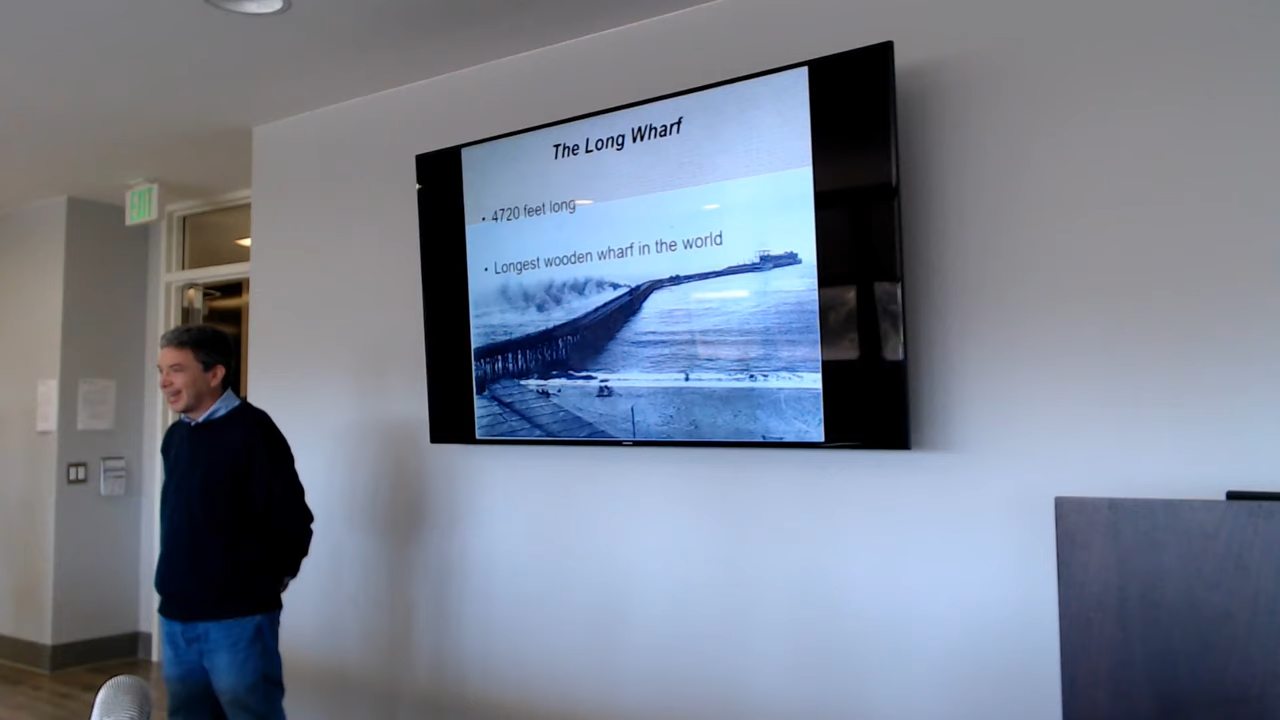 The Long Wharf
• 4720 feet long
• Longest wooden wharf in the world
EXIT